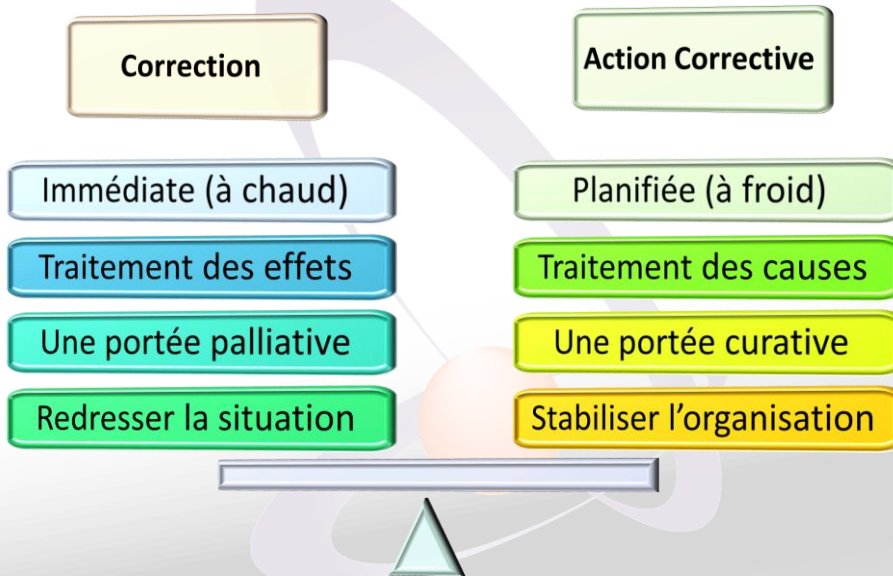 Correction
Action Corrective
Immédiate (à chaud)
Planifiée (à froid)
Traitement des effets
Traitement des causes
Une portée palliative
Une portée curative
Redresser la situation
Stabiliser l’organisation